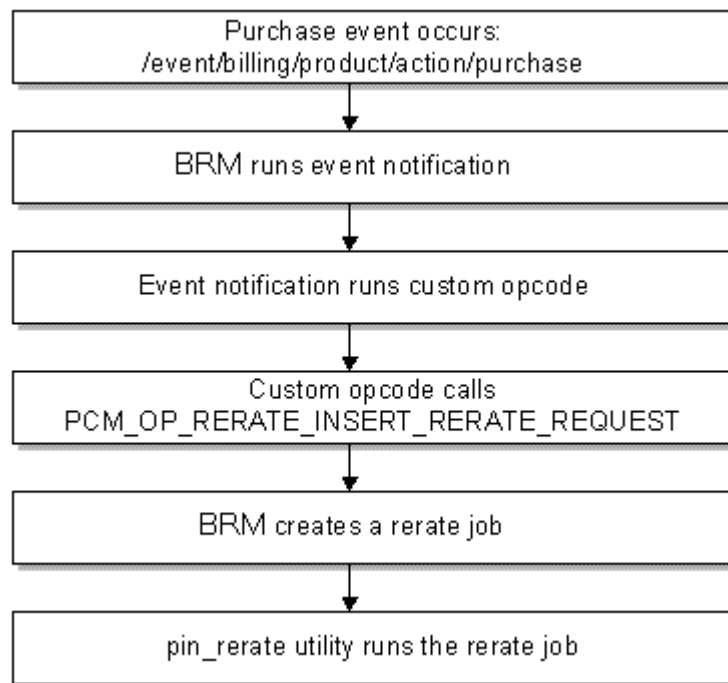 Purchase event occurs:
/event/billing/product/action/purchase
BRM runs event notification
Event notification runs custom opcode
Custom opcode calls
PCM_OP_RERATE_INSERT_RERATE_REQUEST
BRM creates a rerate job
pin_rerate utility runs the rerate job